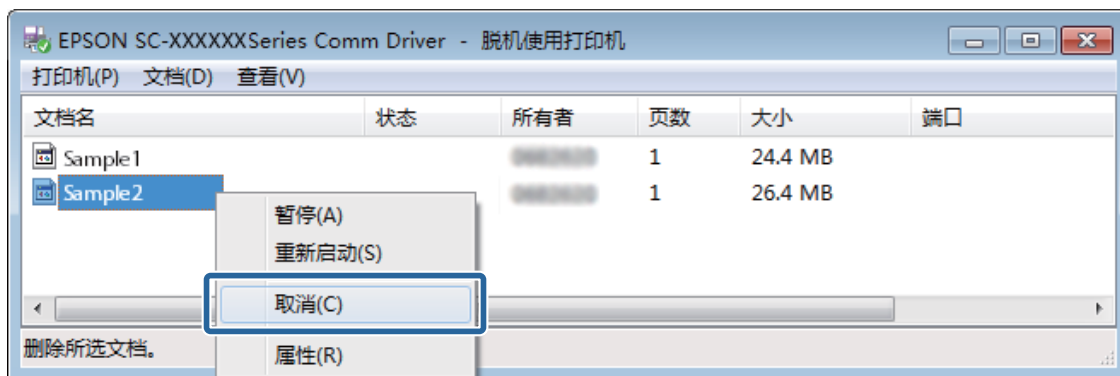 EPSON SC-XXXXXXSeries Comm Driver - 脱机使用打印机
打印机(P) 文档(D) 查看(V)
文档名 状态 所有者 页数 大小 端口
Sample1 1 24.4 MB
Sample2 1 26.4 MB
暂停(A)
重新启动(S)
取消(C)
删除所选文档。
属性(R)